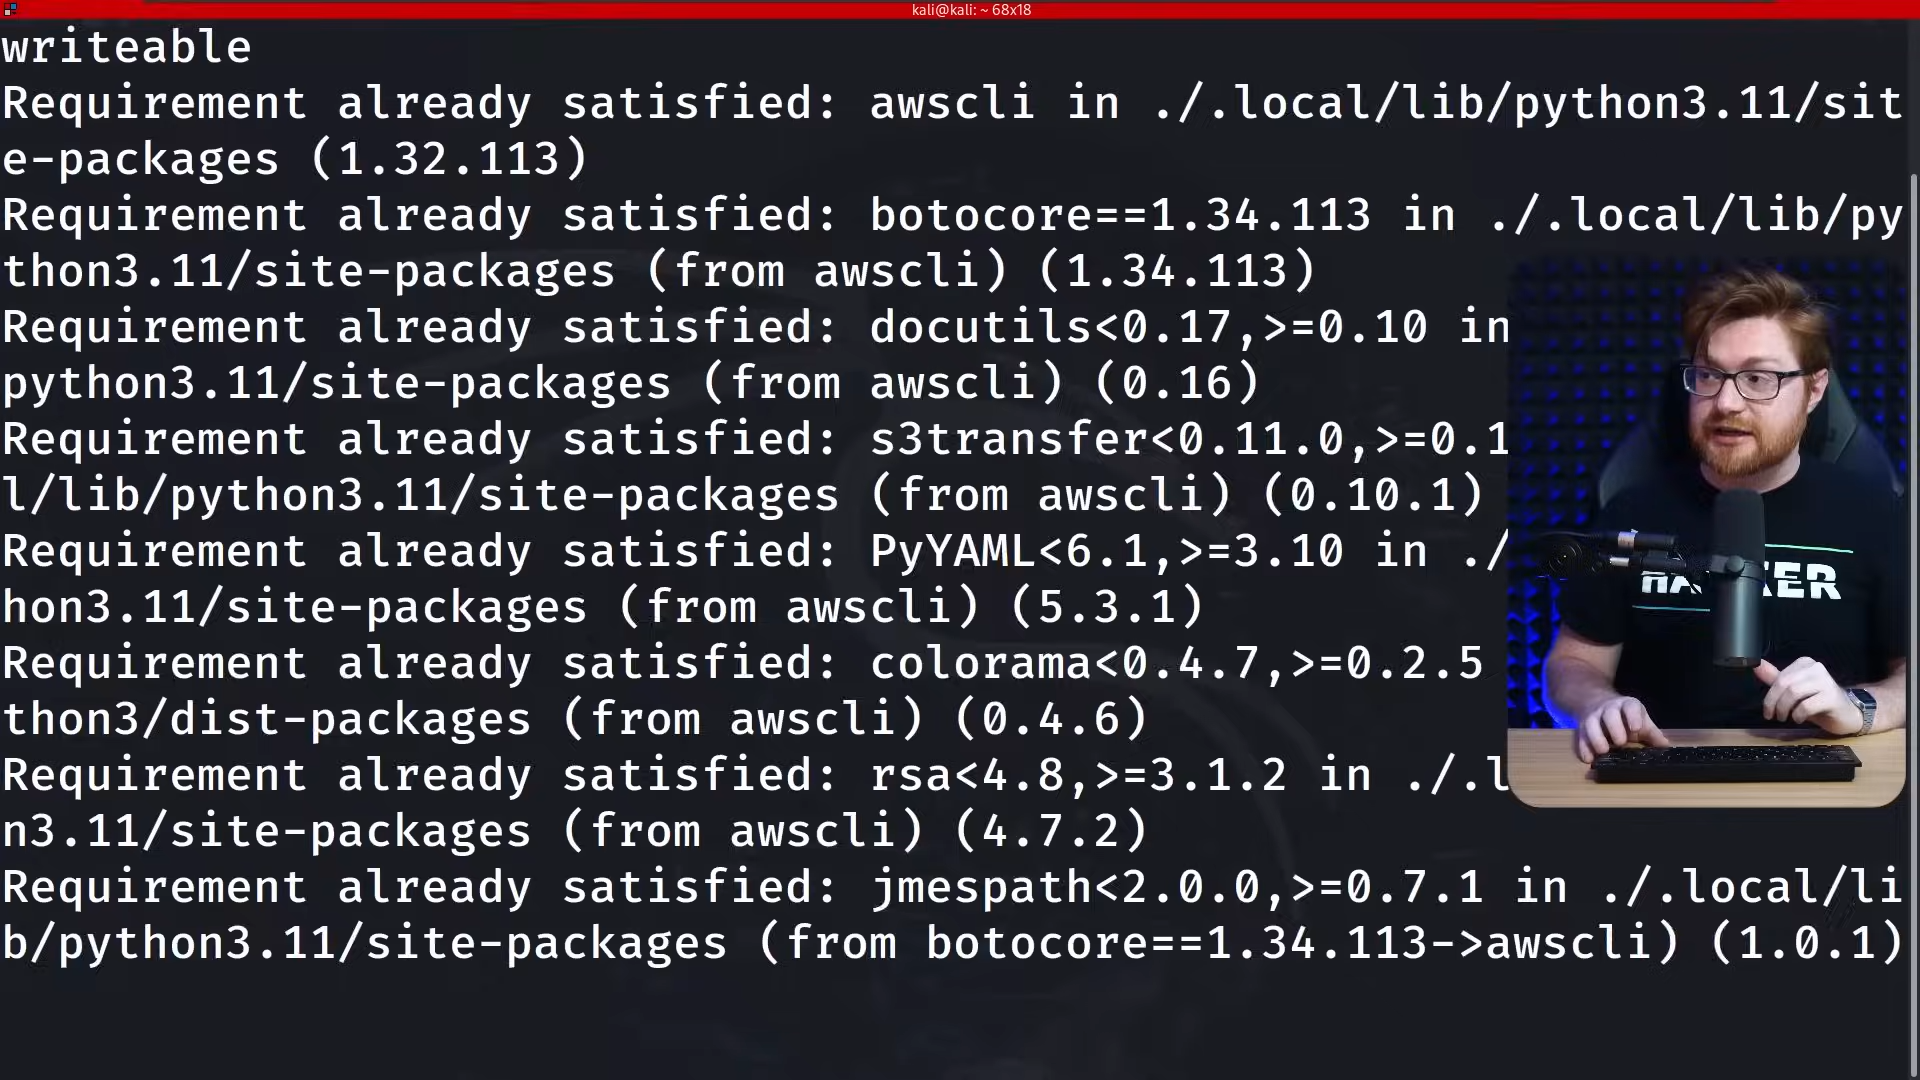 kali@kali: ~ 68x18
writeable
Requirement already satisfied: awscli in ./.local/lib/python3.11/sit
e-packages (1.32.113)
Requirement already satisfied: botocore==1.34.113 in ./.local/lib/py
thon3.11/site-packages (from awscli) (1.34.113)
Requirement already satisfied: docutils<0.17,>=0.10 in
python3.11/site-packages (from awscli) (0.16)
Requirement already satisfied: s3transfer<0.11.0,>=0.1
l/lib/python3.11/site-packages (from awscli) (0.10.1)
Requirement already satisfied: PyYAML<6.1,>=3.10 in ./
hon3.11/site-packages (from awscli) (5.3.1)
Requirement already satisfied: colorama<0.4.7,>=0.2.5
thon3/dist-packages (from awscli) (0.4.6)
Requirement already satisfied: rsa<4.8,>=3.1.2 in ./.l
n3.11/site-packages (from awscli) (4.7.2)
Requirement already satisfied: jmespath<2.0.0,>=0.7.1 in ./.local/li
b/python3.11/site-packages (from botocore==1.34.113->awscli) (1.0.1)